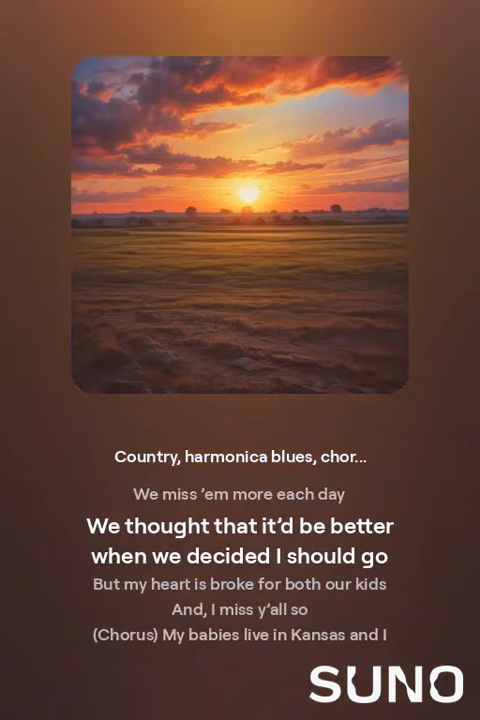 Country, harmonica blues, chor...
We miss ’em more each day
We thought that it’d be better
when we decided I should go
But my heart is broke for both our kids
And, I miss y’all so
(Chorus) My babies live in Kansas and I
SUNO